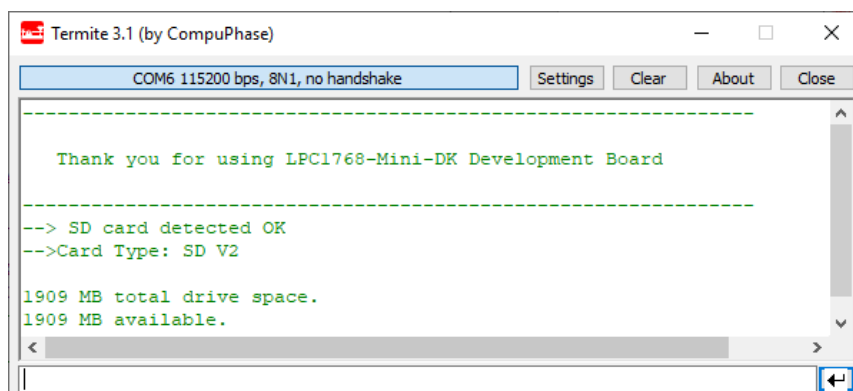 Termite 3.1 (by CompuPhase)
COM6 115200 bps, 8N1, no handshake
Settings
Clear
About
Close
-----------------------------------------------------------------
Thank you for using LPC1768-Mini-DK Development Board
-----------------------------------------------------------------
--> SD card detected OK
-->Card Type: SD V2
1909 MB total drive space.
1909 MB available.